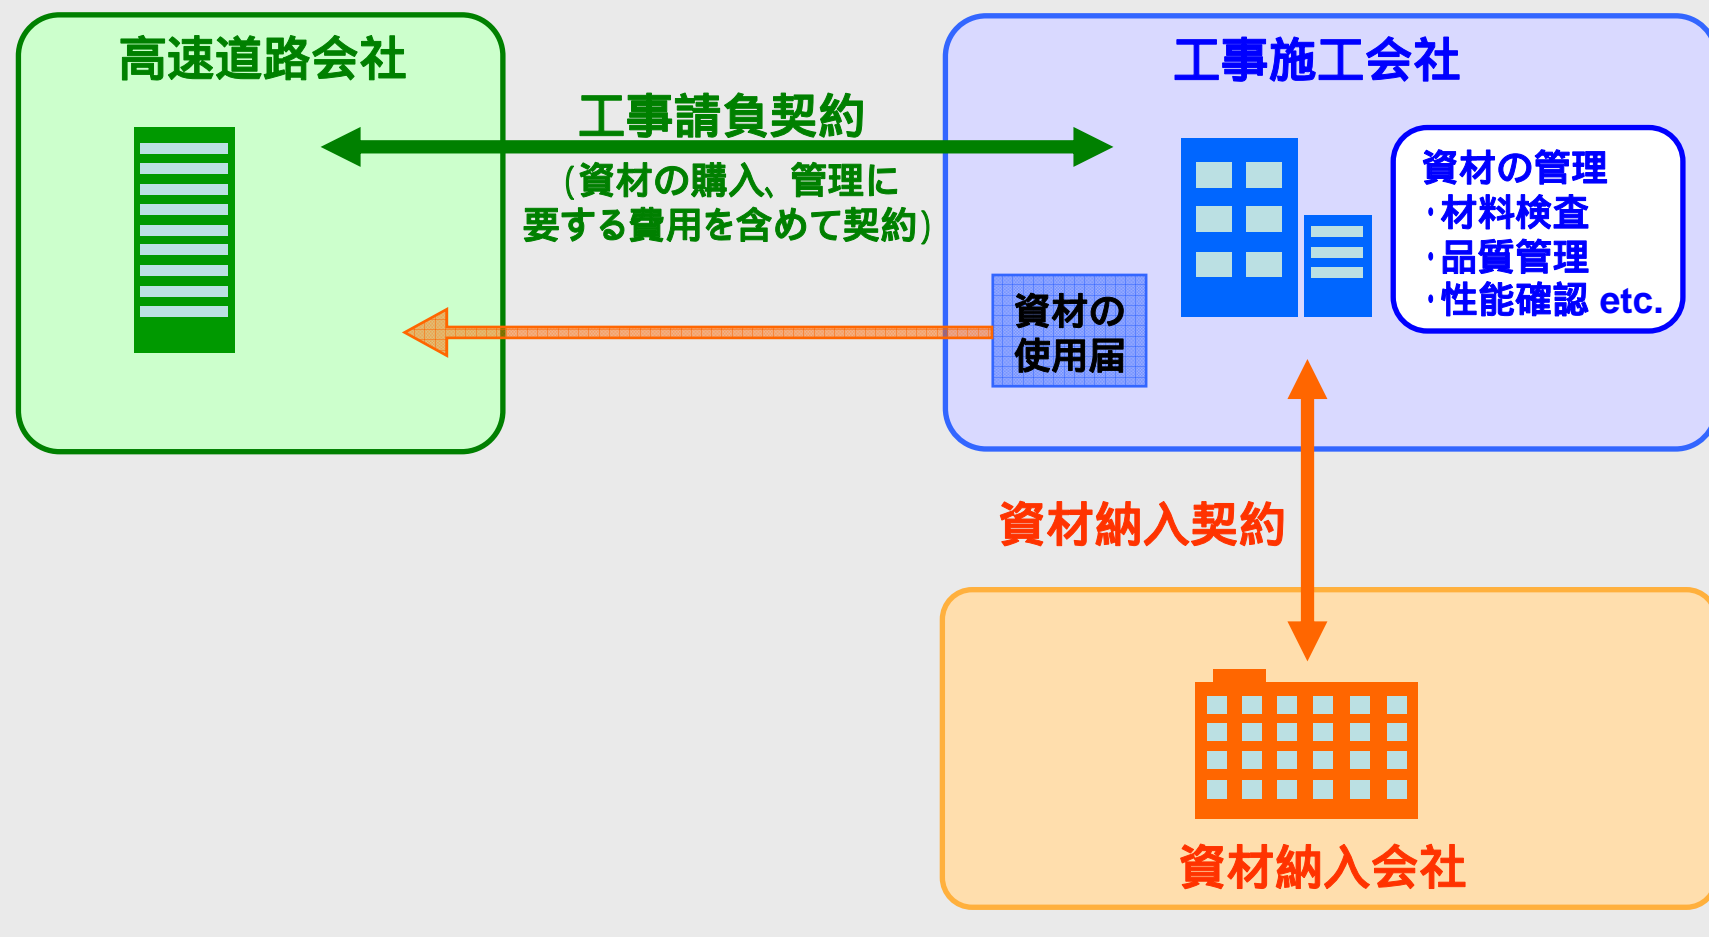 高速道路会社
工事施工会社
工事請負契約
(資材の購入、管理に
要する費用を含めて契約)
資材の管理
・材料検査
・品質管理
・性能確認 etc.
資材の
使用届
資材納入契約
資材納入会社